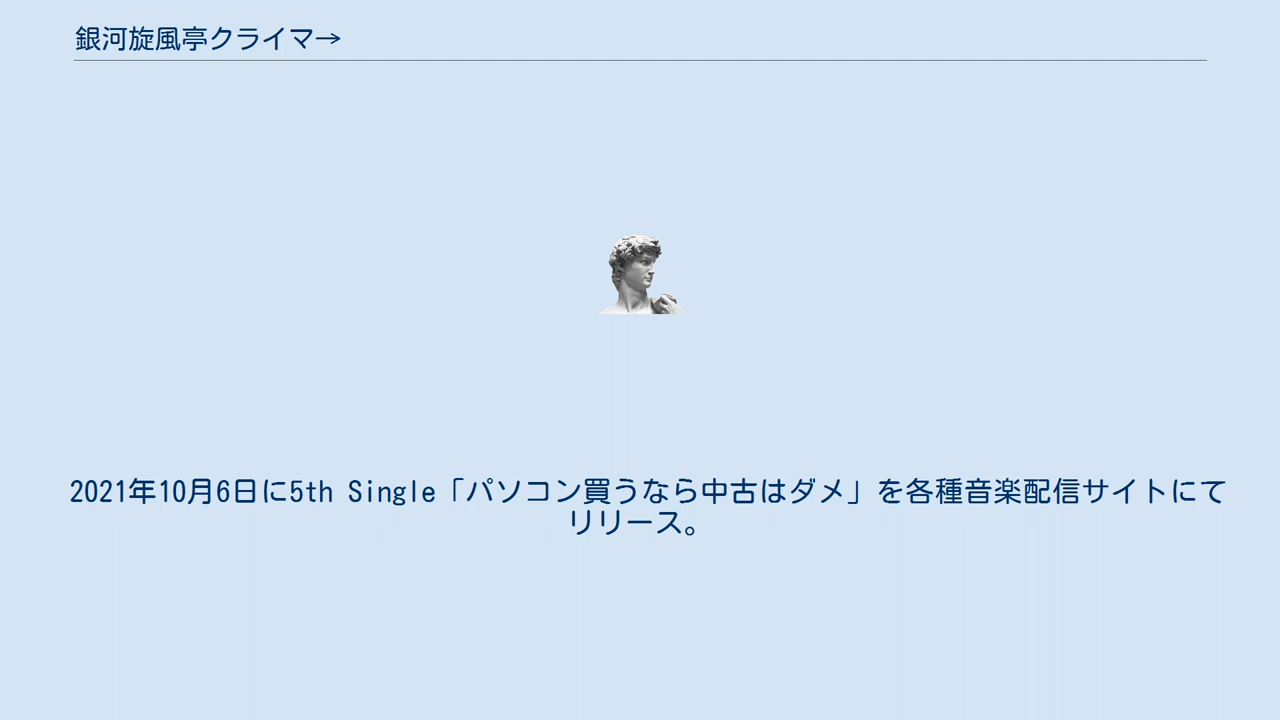 銀河旋風亭クライマ→
2021年10月6日に5th Single「パソコン買うなら中古はダメ」を各種音楽配信サイトにて
リリース。